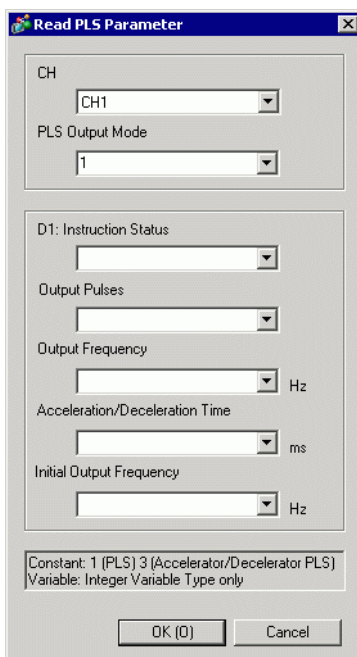 Read PLS Parameter
CH
CH1
PLS Output Mode
1
D1: Instruction Status
Output Pulses
Output Frequency
Hz
Acceleration/Deceleration Time
ms
Initial Output Frequency
Hz
Constant: 1 (PLS) 3 (Accelerator/Decelerator PLS)
Variable: Integer Variable Type only
OK (O)
Cancel